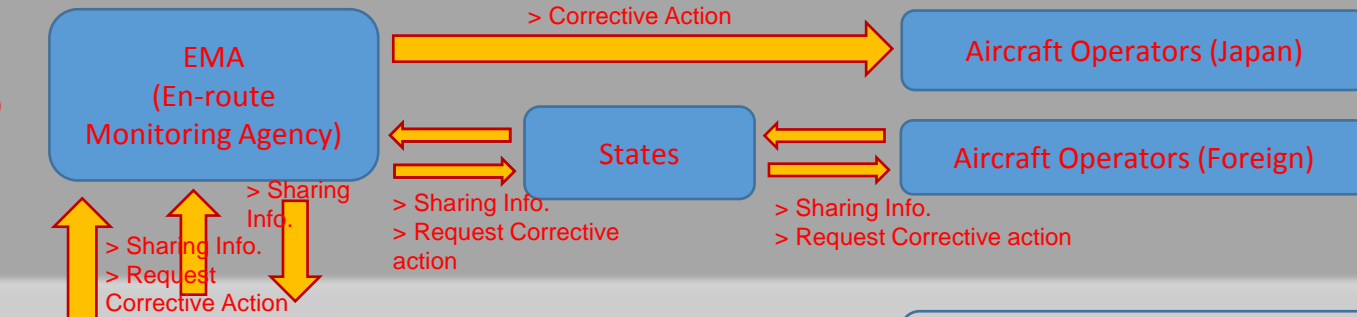 > Corrective Action
EMA
(En-route
Monitoring Agency)
Aircraft Operators (Japan)
States
Aircraft Operators (Foreign)
> Sharing
Info.
> Sharing Info.
> Request Corrective
action
> Sharing Info.
> Request Corrective action
> Sharing Info.
> Request
Corrective Action